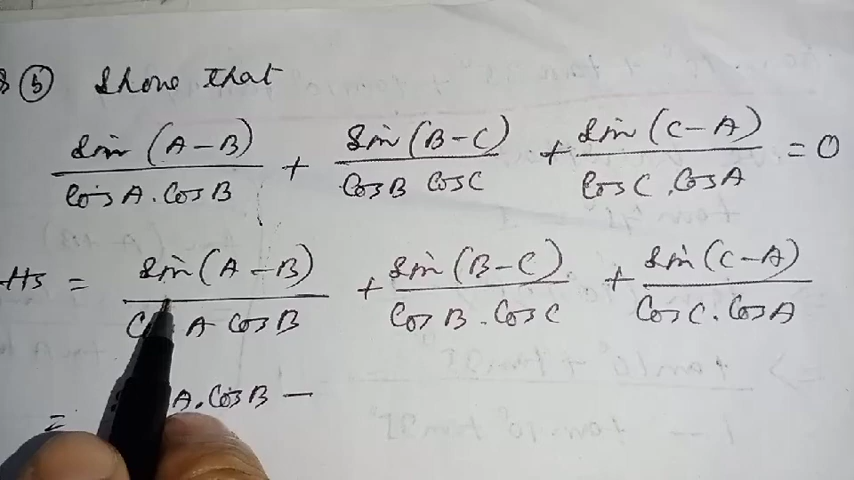 (b) Show that
sin (A-B) / cos A . cos B + sin (B-C) / cos B cos C + sin (C-A) / cos C . cos A = 0
Hs = sin (A-B) / A cos B + sin (B-C) / cos B . cos C + sin (C-A) / cos C . cos A
= A . cos B -